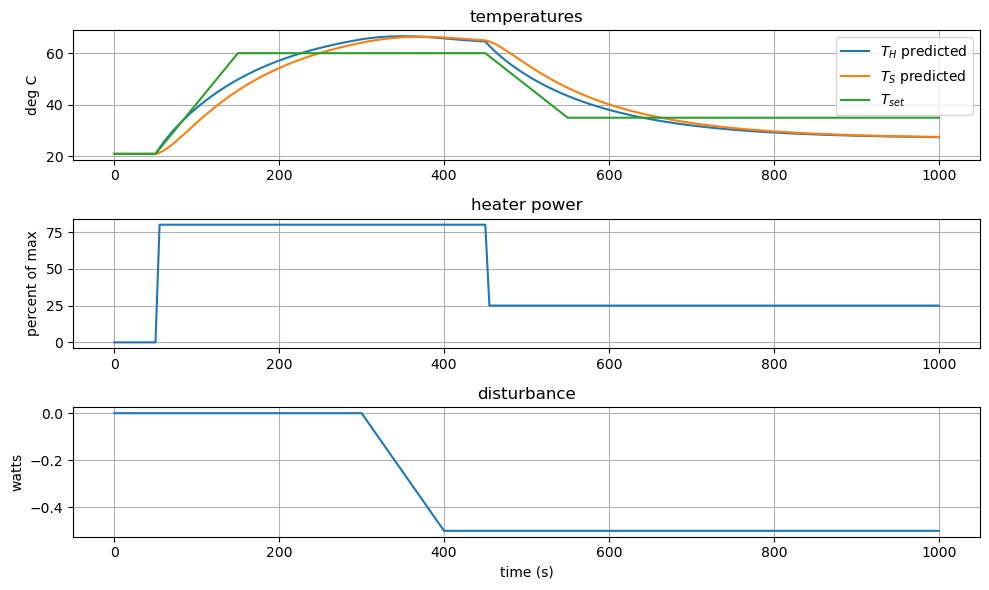 temperatures
deg C
60
40
20
T_H predicted
T_S predicted
T_set
0
200
400
600
800
1000
heater power
percent of max
75
50
25
0
0
200
400
600
800
1000
disturbance
watts
0.0
−0.2
−0.4
0
200
400
600
800
1000
time (s)